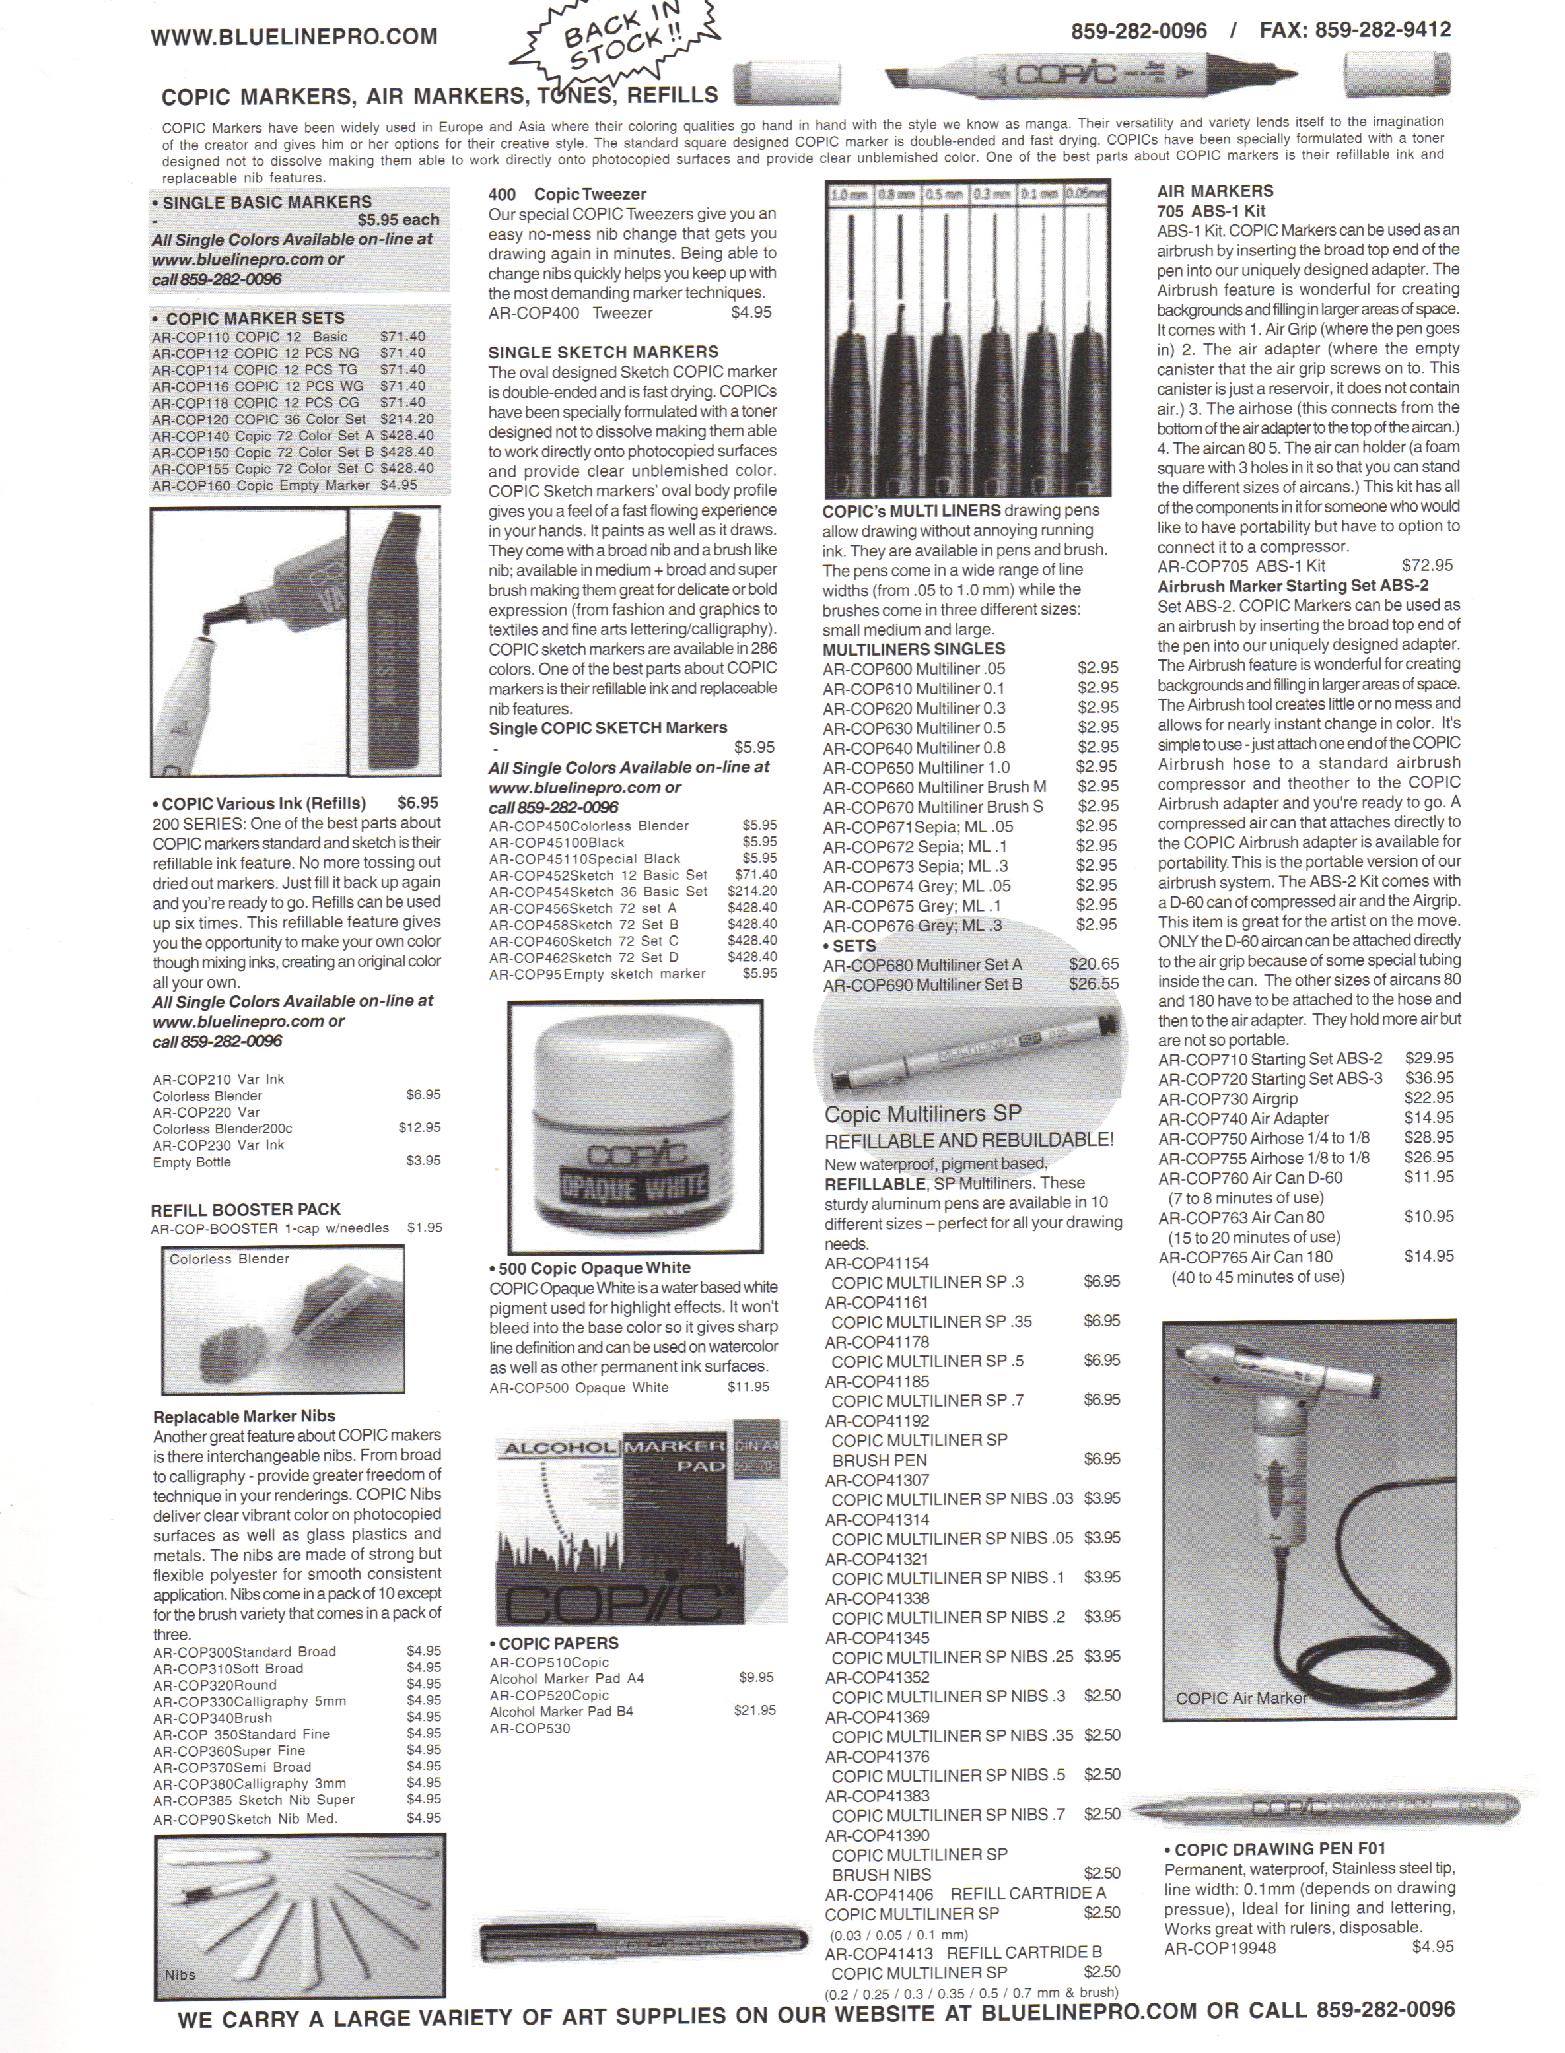 WWW.BLUELINEPRO.COM
BACK IN
STOCK!!
859-282-0096 / FAX: 859-282-9412
COPIC
COPIC MARKERS, AIR MARKERS, TONES, REFILLS
COPIC Markers have been widely used in Europe and Asia where their coloring qualities go hand in hand with the style we know as manga. Their versatility and variety lends itself to the imagination
of the creator and gives him or her options for their creative style. The standard square designed COPIC marker is double-ended and fast drying. COPICs have been specially formulated with a toner
designed not to dissolve making them able to work directly onto photocopied surfaces and provide clear unblemished color. One of the best parts about COPIC markers is their refillable ink and
replaceable nib features.
• SINGLE BASIC MARKERS
- $5.95 each
All Single Colors Available on-line at
www.bluelinepro.com or
call 859-282-0096
• COPIC MARKER SETS
AR-COP110 COPIC 12 Basic $71.40
AR-COP112 COPIC 12 PCS NG $71.40
AR-COP114 COPIC 12 PCS TG $71.40
AR-COP116 COPIC 12 PCS WG $71.40
AR-COP118 COPIC 12 PCS CG $71.40
AR-COP120 COPIC 36 Color Set $214.20
AR-COP140 Copic 72 Color Set A $428.40
AR-COP150 Copic 72 Color Set B $428.40
AR-COP155 Copic 72 Color Set C $428.40
AR-COP160 Copic Empty Marker $4.95
• COPIC Various Ink (Refills) $6.95
200 SERIES: One of the best parts about
COPIC markers standard and sketch is their
refillable ink feature. No more tossing out
dried out markers. Just fill it back up again
and you're ready to go. Refills can be used
up six times. This refillable feature gives
you the opportunity to make your own color
though mixing inks, creating an original color
all your own.
All Single Colors Available on-line at
www.bluelinepro.com or
call 859-282-0096
AR-COP210 Var Ink
Colorless Blender $6.95
AR-COP220 Var
Colorless Blender200c $12.95
AR-COP230 Var Ink
Empty Bottle $3.95
REFILL BOOSTER PACK
AR-COP-BOOSTER 1-cap w/needles $1.95
Colorless Blender
Replacable Marker Nibs
Another great feature about COPIC makers
is there interchangeable nibs. From broad
to calligraphy - provide greater freedom of
technique in your renderings. COPIC Nibs
deliver clear vibrant color on photocopied
surfaces as well as glass plastics and
metals. The nibs are made of strong but
flexible polyester for smooth consistent
application. Nibs come in a pack of 10 except
for the brush variety that comes in a pack of
three.
AR-COP300Standard Broad $4.95
AR-COP310Soft Broad $4.95
AR-COP320Round $4.95
AR-COP330Calligraphy 5mm $4.95
AR-COP340Brush $4.95
AR-COP 350Standard Fine $4.95
AR-COP360Super Fine $4.95
AR-COP370Semi Broad $4.95
AR-COP380Calligraphy 3mm $4.95
AR-COP385 Sketch Nib Super $4.95
AR-COP90Sketch Nib Med. $4.95
Nibs
400 Copic Tweezer
Our special COPIC Tweezers give you an
easy no-mess nib change that gets you
drawing again in minutes. Being able to
change nibs quickly helps you keep up with
the most demanding marker techniques.
AR-COP400 Tweezer $4.95
SINGLE SKETCH MARKERS
The oval designed Sketch COPIC marker
is double-ended and is fast drying. COPICs
have been specially formulated with a toner
designed not to dissolve making them able
to work directly onto photocopied surfaces
and provide clear unblemished color.
COPIC Sketch markers' oval body profile
gives you a feel of a fast flowing experience
in your hands. It paints as well as it draws.
They come with a broad nib and a brush like
nib; available in medium + broad and super
brush making them great for delicate or bold
expression (from fashion and graphics to
textiles and fine arts lettering/calligraphy).
COPIC sketch markers are available in 286
colors. One of the best parts about COPIC
markers is their refillable ink and replaceable
nib features.
Single COPIC SKETCH Markers
- $5.95
All Single Colors Available on-line at
www.bluelinepro.com or
call 859-282-0096
AR-COP450Colorless Blender $5.95
AR-COP45100Black $5.95
AR-COP45110Special Black $5.95
AR-COP452Sketch 12 Basic Set $71.40
AR-COP454Sketch 36 Basic Set $214.20
AR-COP456Sketch 72 set A $428.40
AR-COP458Sketch 72 Set B $428.40
AR-COP460Sketch 72 Set C $428.40
AR-COP462Sketch 72 Set D $428.40
AR-COP95Empty sketch marker $5.95
COPIC
OPAQUE WHITE
• 500 Copic Opaque White
COPIC Opaque White is a water based white
pigment used for highlight effects. It won't
bleed into the base color so it gives sharp
line definition and can be used on watercolor
as well as other permanent ink surfaces.
AR-COP500 Opaque White $11.95
ALCOHOL MARKER
PAD
DIN A4
COPIC
• COPIC PAPERS
AR-COP510Copic
Alcohol Marker Pad A4 $9.95
AR-COP520Copic
Alcohol Marker Pad B4 $21.95
AR-COP530
1.0 mm 0.8 mm 0.5 mm 0.3 mm 0.1 mm 0.05mm
COPIC's MULTI LINERS drawing pens
allow drawing without annoying running
ink. They are available in pens and brush.
The pens come in a wide range of line
widths (from .05 to 1.0 mm) while the
brushes come in three different sizes:
small medium and large.
MULTILINERS SINGLES
AR-COP600 Multiliner .05 $2.95
AR-COP610 Multiliner 0.1 $2.95
AR-COP620 Multiliner 0.3 $2.95
AR-COP630 Multiliner 0.5 $2.95
AR-COP640 Multiliner 0.8 $2.95
AR-COP650 Multiliner 1.0 $2.95
AR-COP660 Multiliner Brush M $2.95
AR-COP670 Multiliner Brush S $2.95
AR-COP671Sepia; ML .05 $2.95
AR-COP672 Sepia; ML .1 $2.95
AR-COP673 Sepia; ML .3 $2.95
AR-COP674 Grey; ML .05 $2.95
AR-COP675 Grey; ML .1 $2.95
AR-COP676 Grey; ML .3 $2.95
• SETS
AR-COP680 Multiliner Set A $20.65
AR-COP690 Multiliner Set B $26.55
MULTILINER SP
Copic Multiliners SP
REFILLABLE AND REBUILDABLE!
New waterproof, pigment based,
REFILLABLE, SP Multiliners. These
sturdy aluminum pens are available in 10
different sizes – perfect for all your drawing
needs.
AR-COP41154
COPIC MULTILINER SP .3 $6.95
AR-COP41161
COPIC MULTILINER SP .35 $6.95
AR-COP41178
COPIC MULTILINER SP .5 $6.95
AR-COP41185
COPIC MULTILINER SP .7 $6.95
AR-COP41192
COPIC MULTILINER SP
BRUSH PEN $6.95
AR-COP41307
COPIC MULTILINER SP NIBS .03 $3.95
AR-COP41314
COPIC MULTILINER SP NIBS .05 $3.95
AR-COP41321
COPIC MULTILINER SP NIBS .1 $3.95
AR-COP41338
COPIC MULTILINER SP NIBS .2 $3.95
AR-COP41345
COPIC MULTILINER SP NIBS .25 $3.95
AR-COP41352
COPIC MULTILINER SP NIBS .3 $2.50
AR-COP41369
COPIC MULTILINER SP NIBS .35 $2.50
AR-COP41376
COPIC MULTILINER SP NIBS .5 $2.50
AR-COP41383
COPIC MULTILINER SP NIBS .7 $2.50
AR-COP41390
COPIC MULTILINER SP
BRUSH NIBS $2.50
AR-COP41406 REFILL CARTRIDE A
COPIC MULTILINER SP $2.50
(0.03 / 0.05 / 0.1 mm)
AR-COP41413 REFILL CARTRIDE B
COPIC MULTILINER SP $2.50
(0.2 / 0.25 / 0.3 / 0.35 / 0.5 / 0.7 mm & brush)
AIR MARKERS
705 ABS-1 Kit
ABS-1 Kit. COPIC Markers can be used as an
airbrush by inserting the broad top end of the
pen into our uniquely designed adapter. The
Airbrush feature is wonderful for creating
backgrounds and filling in larger areas of space.
It comes with 1. Air Grip (where the pen goes
in) 2. The air adapter (where the empty
canister that the air grip screws on to. This
canister is just a reservoir, it does not contain
air.) 3. The airhose (this connects from the
bottom of the air adapter to the top of the aircan.)
4. The aircan 80 5. The air can holder (a foam
square with 3 holes in it so that you can stand
the different sizes of aircans.) This kit has all
of the components in it for someone who would
like to have portability but have to option to
connect it to a compressor.
AR-COP705 ABS-1 Kit $72.95
Airbrush Marker Starting Set ABS-2
Set ABS-2. COPIC Markers can be used as
an airbrush by inserting the broad top end of
the pen into our uniquely designed adapter.
The Airbrush feature is wonderful for creating
backgrounds and filling in larger areas of space.
The Airbrush tool creates little or no mess and
allows for nearly instant change in color. It's
simple to use - just attach one end of the COPIC
Airbrush hose to a standard airbrush
compressor and theother to the COPIC
Airbrush adapter and you're ready to go. A
compressed air can that attaches directly to
the COPIC Airbrush adapter is available for
portability. This is the portable version of our
airbrush system. The ABS-2 Kit comes with
a D-60 can of compressed air and the Airgrip.
This item is great for the artist on the move.
ONLY the D-60 aircan can be attached directly
to the air grip because of some special tubing
inside the can. The other sizes of aircans 80
and 180 have to be attached to the hose and
then to the air adapter. They hold more air but
are not so portable.
AR-COP710 Starting Set ABS-2 $29.95
AR-COP720 Starting Set ABS-3 $36.95
AR-COP730 Airgrip $22.95
AR-COP740 Air Adapter $14.95
AR-COP750 Airhose 1/4 to 1/8 $28.95
AR-COP755 Airhose 1/8 to 1/8 $26.95
AR-COP760 Air Can D-60 $11.95
(7 to 8 minutes of use)
AR-COP763 Air Can 80 $10.95
(15 to 20 minutes of use)
AR-COP765 Air Can 180 $14.95
(40 to 45 minutes of use)
COPIC Air Marker
COPIC DRAWING PEN F01
• COPIC DRAWING PEN F01
Permanent, waterproof, Stainless steel tip,
line width: 0.1mm (depends on drawing
pessue), Ideal for lining and lettering,
Works great with rulers, disposable.
AR-COP19948 $4.95
WE CARRY A LARGE VARIETY OF ART SUPPLIES ON OUR WEBSITE AT BLUELINEPRO.COM OR CALL 859-282-0096